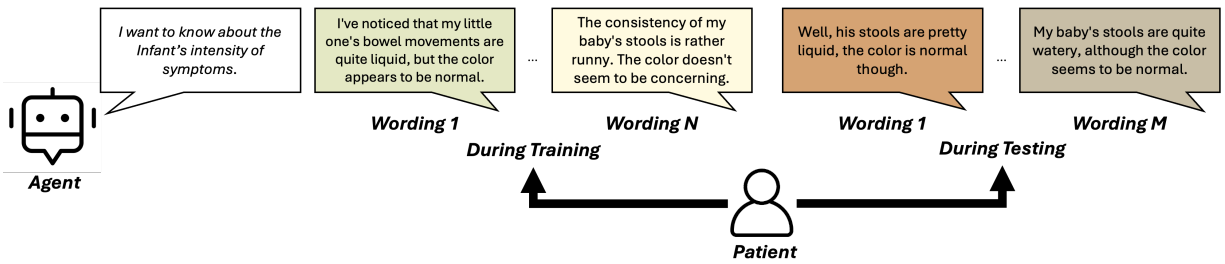 I want to know about the
Infant's intensity of
symptoms.
I've noticed that my little
one's bowel movements are
quite liquid, but the color
appears to be normal.
...
The consistency of my
baby's stools is rather
runny. The color doesn't
seem to be concerning.
Well, his stools are pretty
liquid, the color is normal
though.
...
My baby's stools are quite
watery, although the color
seems to be normal.
Wording 1
Wording N
Wording 1
Wording M
During Training
During Testing
Agent
Patient